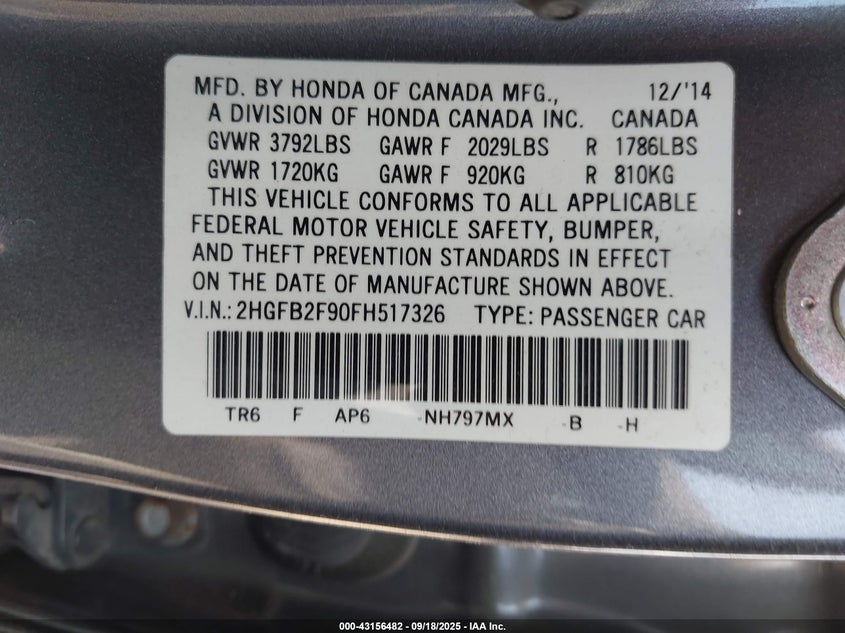 MFD. BY HONDA OF CANADA MFG., 12/'14
A DIVISION OF HONDA CANADA INC. CANADA
GVWR 3792LBS GAWR F 2029LBS R 1786LBS
GVWR 1720KG GAWR F 920KG R 810KG
THIS VEHICLE CONFORMS TO ALL APPLICABLE
FEDERAL MOTOR VEHICLE SAFETY, BUMPER,
AND THEFT PREVENTION STANDARDS IN EFFECT
ON THE DATE OF MANUFACTURE SHOWN ABOVE.
V.I.N.: 2HGFB2F90FH517326 TYPE: PASSENGER CAR
TR6 F AP6 -NH797MX -B -H
000-43156482 - 09/18/2025 - IAA Inc.